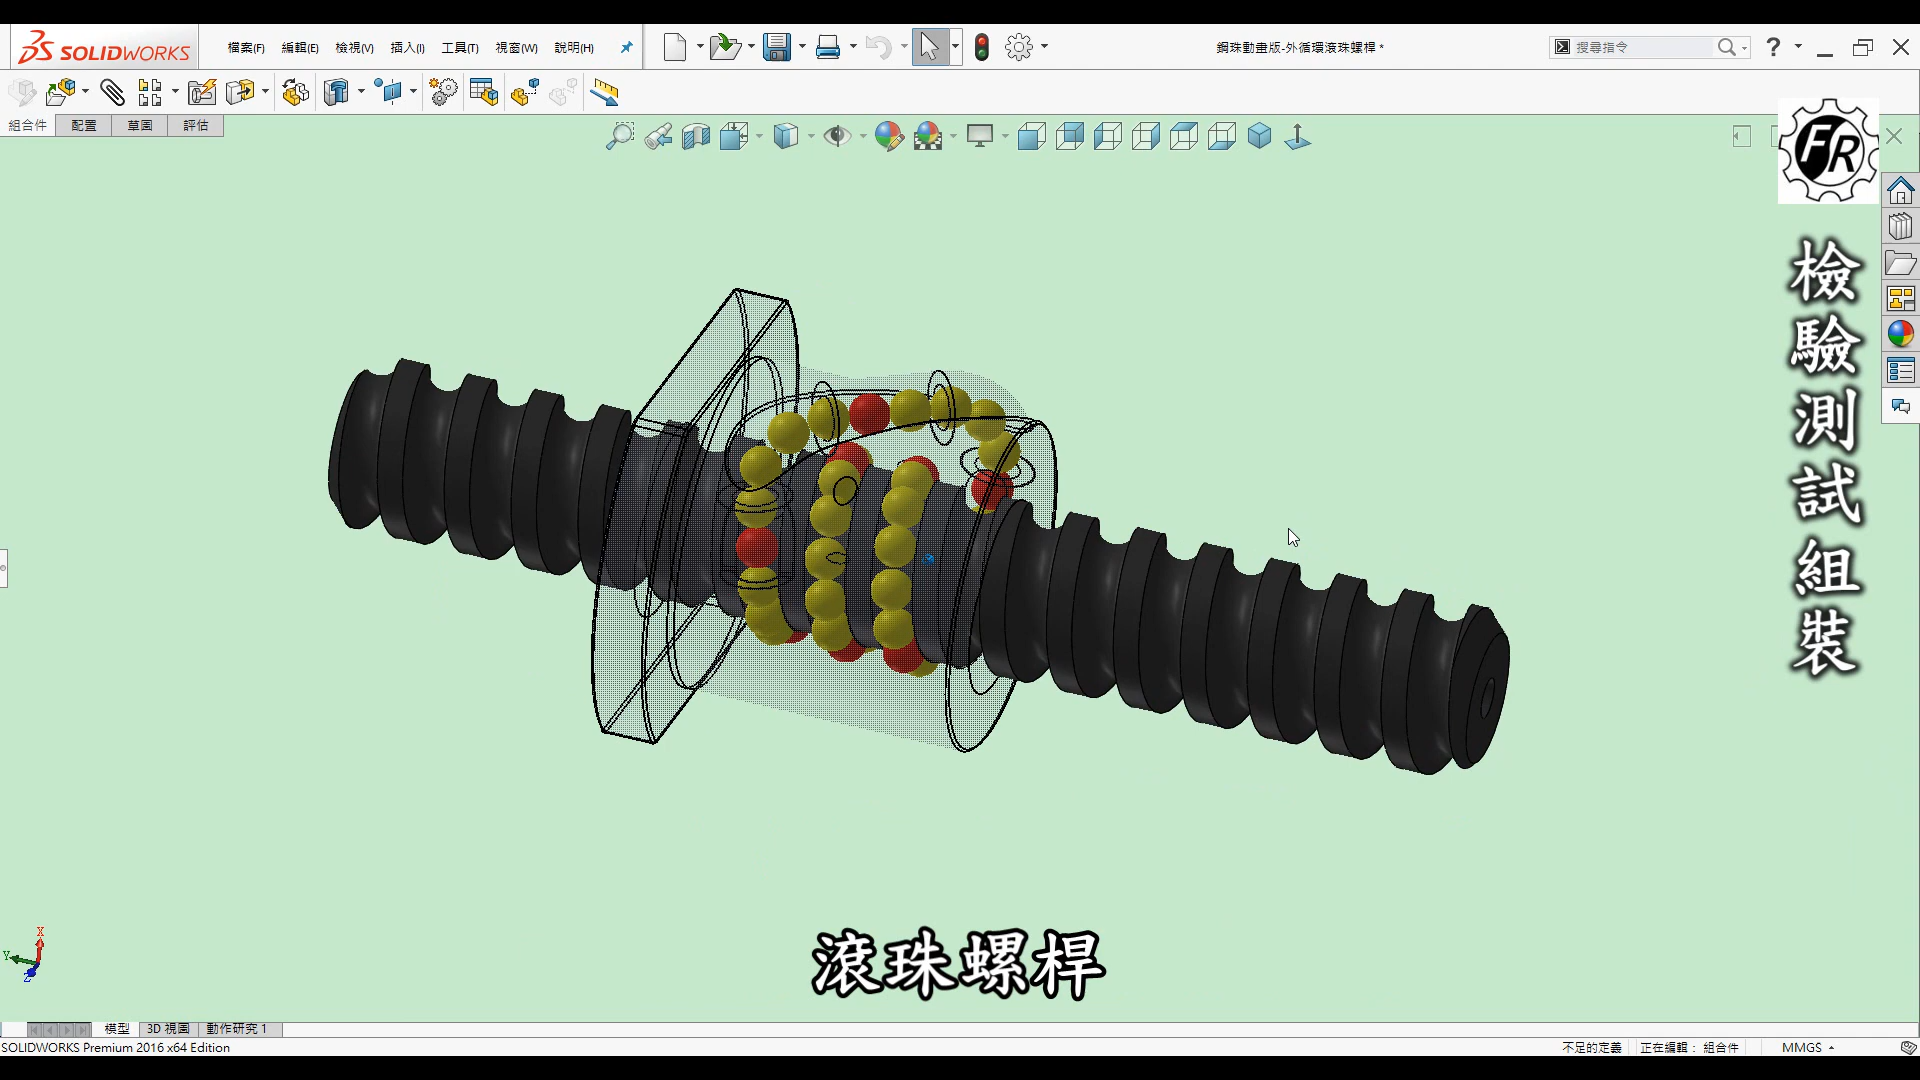 SOLIDWORKS
檔案(F) 編輯(E) 檢視(V) 插入(I) 工具(T) 視窗(W) 說明(H)
鋼珠動畫版-外循環滾珠螺桿 *
搜尋指令
?
組合件 配置 草圖 評估
FR
檢驗測試組裝
滾珠螺桿
X
Y
Z
模型 3D 視圖 動作研究 1
SOLIDWORKS Premium 2016 x64 Edition
不足的定義 正在編輯： 組合件 MMGS